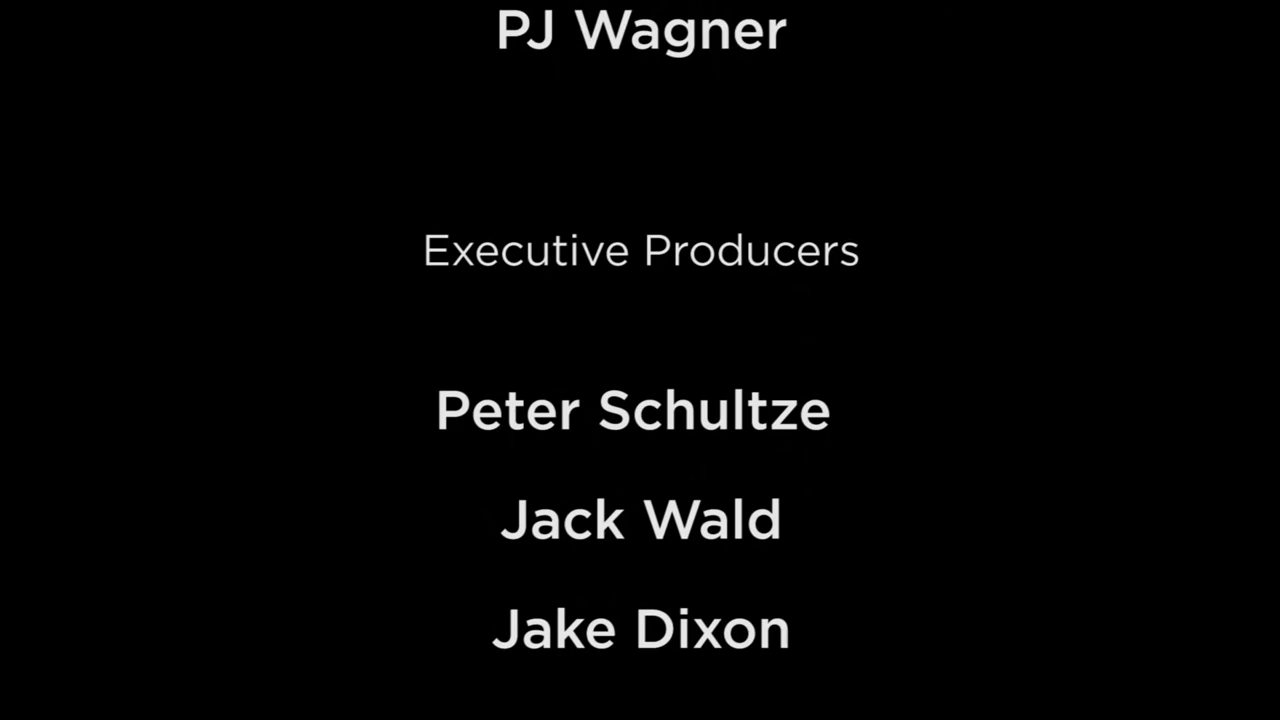 PJ Wagner
Executive Producers
Peter Schultze
Jack Wald
Jake Dixon